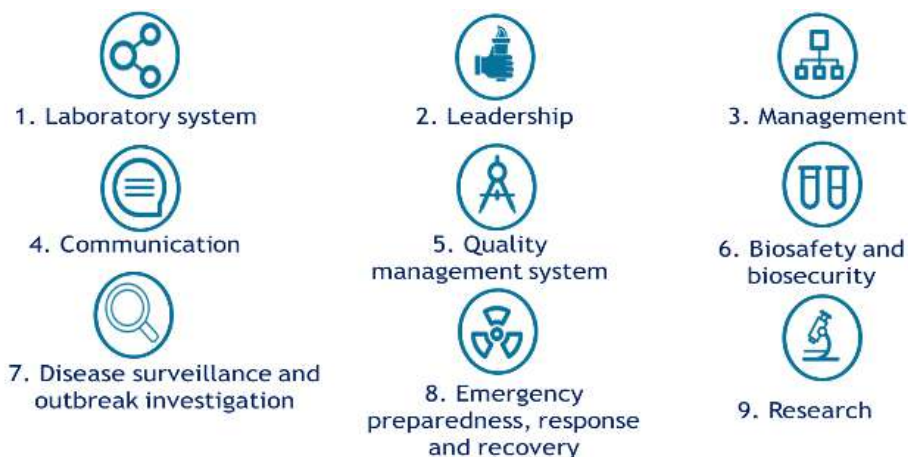 1. Laboratory system
2. Leadership
3. Management
4. Communication
5. Quality
management system
6. Biosafety and
biosecurity
7. Disease surveillance and
outbreak investigation
8. Emergency
preparedness, response
and recovery
9. Research